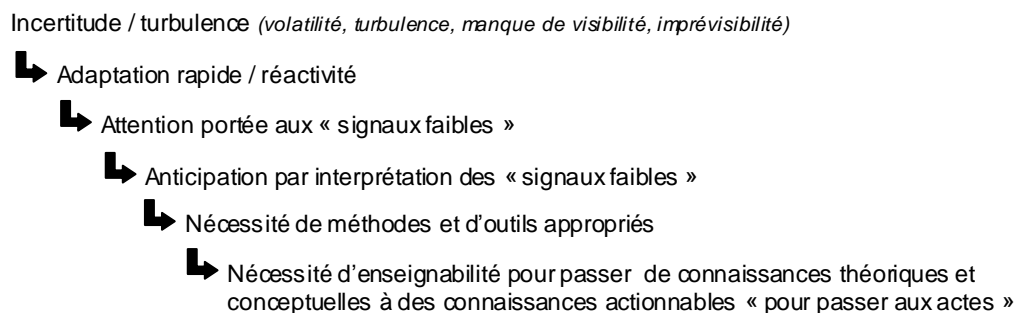 Incertitude / turbulence (volatilité, turbulence, manque de visibilité, imprévisibilité)
Adaptation rapide / réactivité
Attention portée aux « signaux faibles »
Anticipation par interprétation des « signaux faibles »
Nécessité de méthodes et d'outils appropriés
Nécessité d'enseignabilité pour passer de connaissances théoriques et
conceptuelles à des connaissances actionnables « pour passer aux actes »